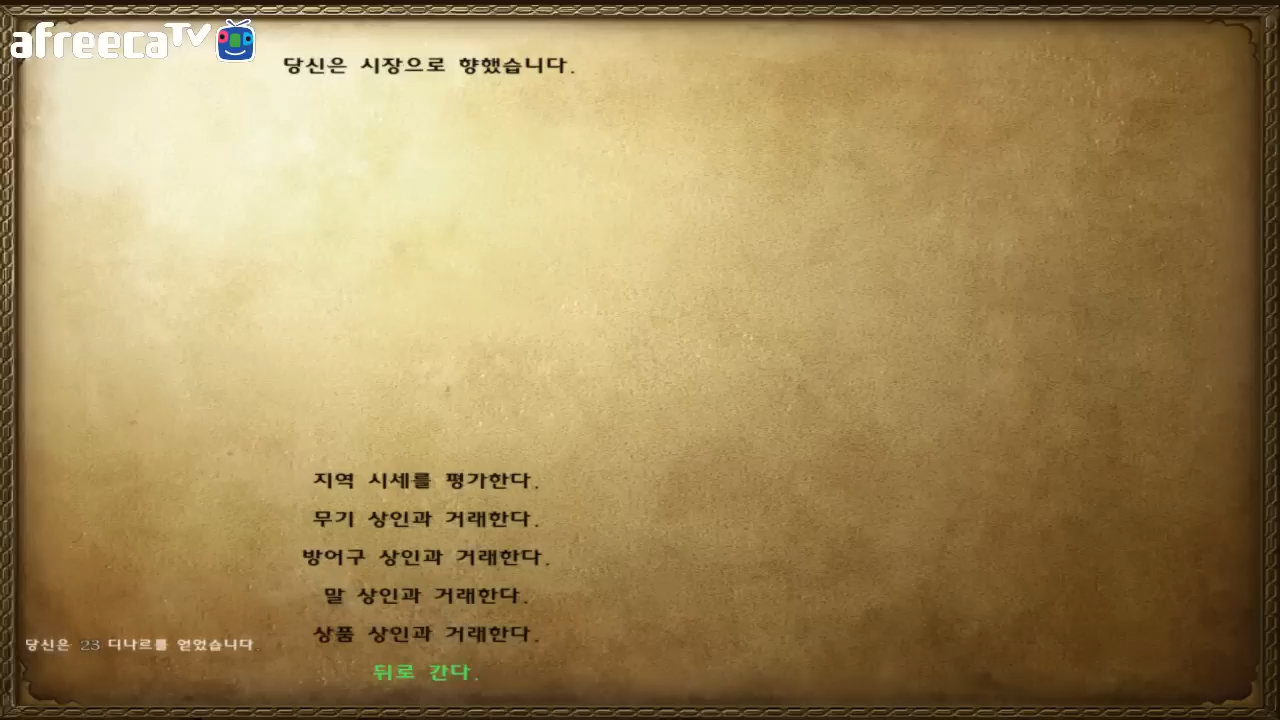 afreecaTV
당신은 시장으로 향했습니다.
지역 시세를 평가한다.
무기 상인과 거래한다.
방어구 상인과 거래한다.
말 상인과 거래한다.
상품 상인과 거래한다.
당신은 23 디나르를 얻었습니다
뒤로 간다.